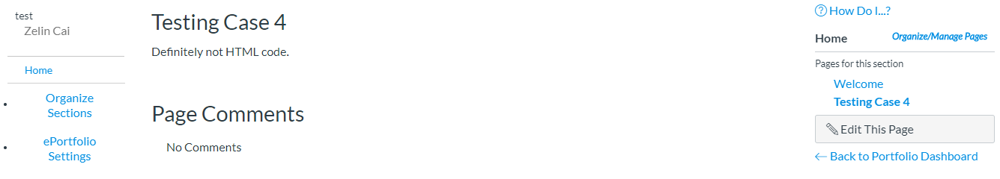 test
Zelin Cai
Home
Organize
Sections
ePortfolio
Settings
Testing Case 4
Definitely not HTML code.
Page Comments
No Comments
How Do I...?
Home
Organize/Manage Pages
Pages for this section
Welcome
Testing Case 4
Edit This Page
Back to Portfolio Dashboard